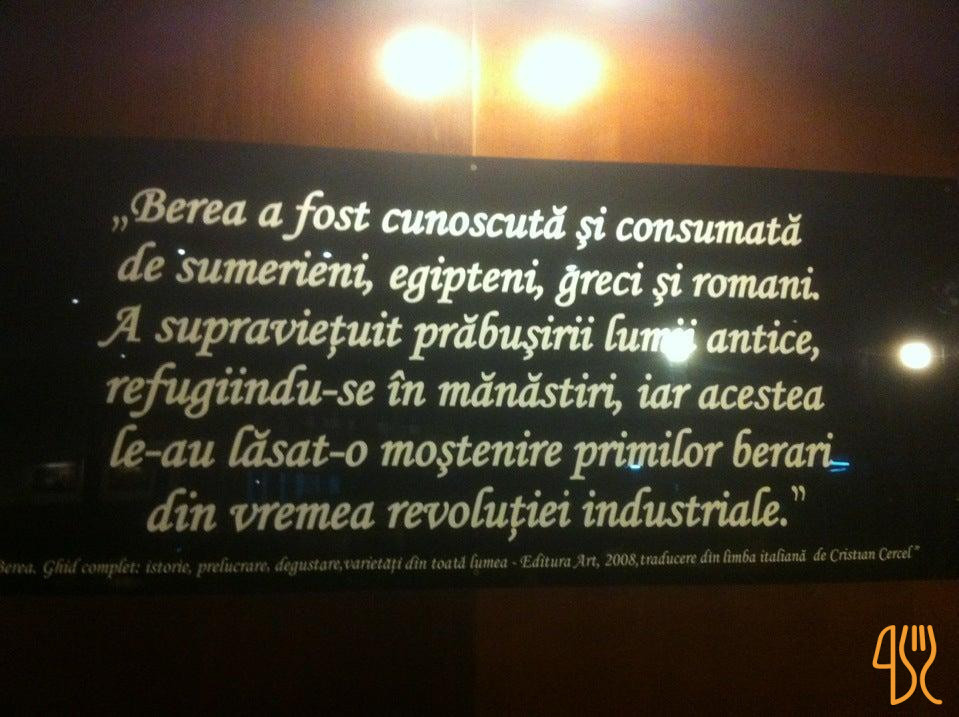 „Berea a fost cunoscută şi consumată
de sumerieni, egipteni, greci şi romani.
A supravieţuit prăbuşirii lumii antice,
refugiindu-se în mănăstiri, iar acestea
le-au lăsat-o moştenire primilor berari
din vremea revoluţiei industriale.”
Berea. Ghid complet: istorie, prelucrare, degustare,varietăţi din toată lumea - Editura Art, 2008,traducere din limba italiană de Cristian Cercel”